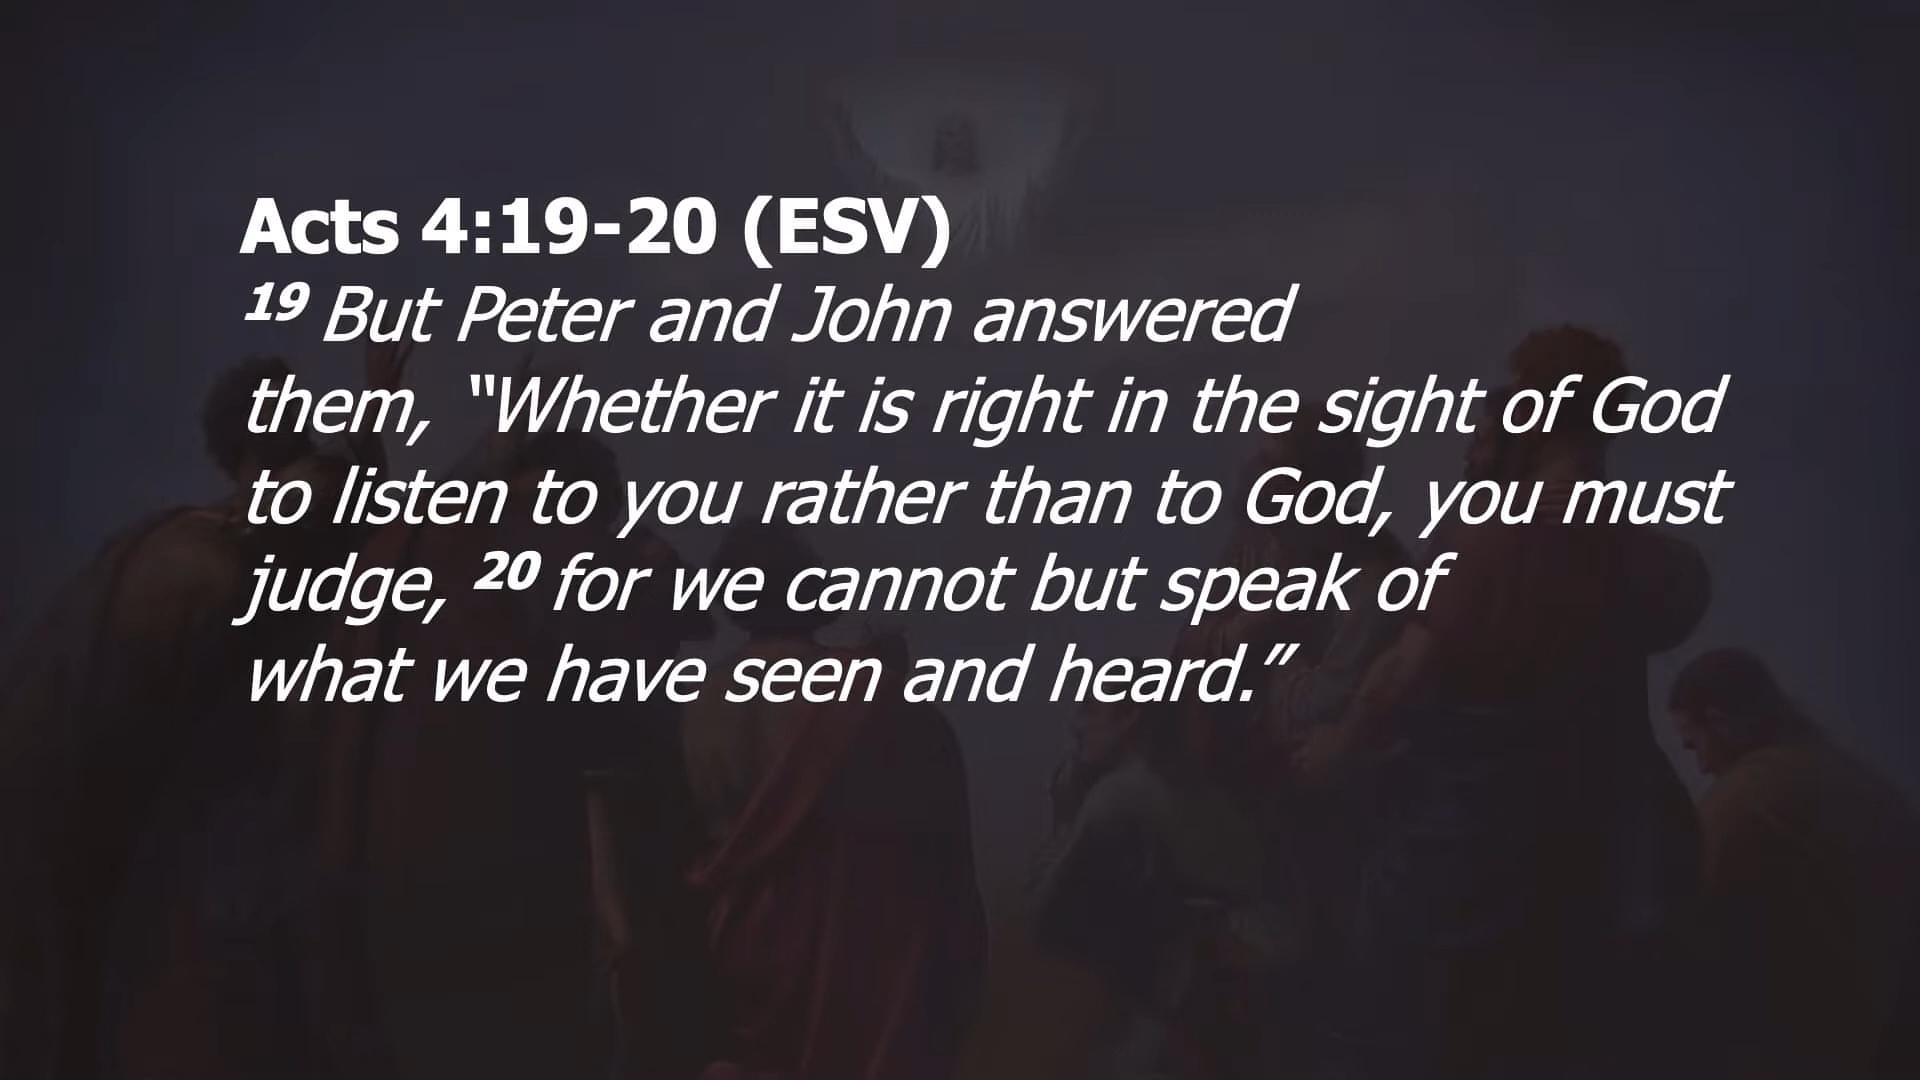 Acts 4:19-20 (ESV)
19 But Peter and John answered
them, “Whether it is right in the sight of God
to listen to you rather than to God, you must
judge, 20 for we cannot but speak of
what we have seen and heard.”